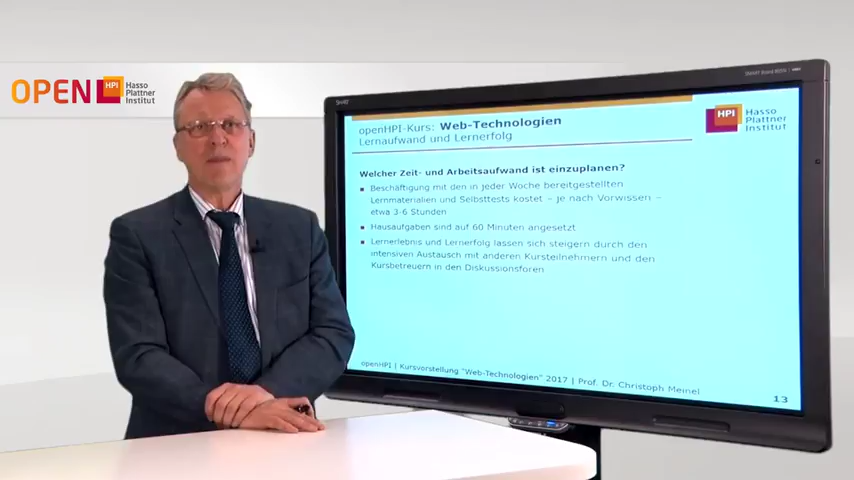 OPEN HPI Hasso
Plattner
Institut
SMART
openHPI-Kurs: Web-Technologien
Lernaufwand und Lernerfolg
HPI Hasso
Plattner
Institut
Welcher Zeit- und Arbeitsaufwand ist einzuplanen?
Beschäftigung mit den in jeder Woche bereitgestellten
Lernmaterialien und Selbsttests kostet – je nach Vorwissen –
etwa 3-6 Stunden
Hausaufgaben sind auf 60 Minuten angesetzt
Lernerlebnis und Lernerfolg lassen sich steigern durch den
intensiven Austausch mit anderen Kursteilnehmern und den
Kursbetreuern in den Diskussionsforen
openHPI | Kursvorstellung "Web-Technologien" 2017 | Prof. Dr. Christoph Meinel
13